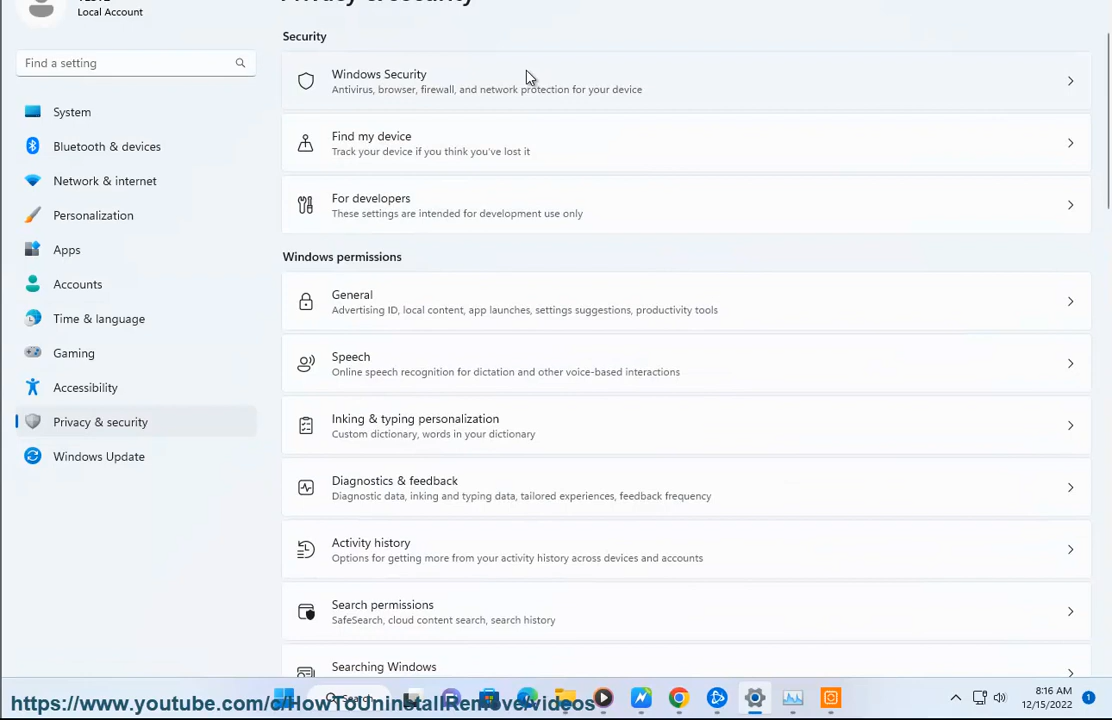 Local Account
Find a setting
System
Bluetooth & devices
Network & internet
Personalization
Apps
Accounts
Time & language
Gaming
Accessibility
Privacy & security
Windows Update
Privacy & security
Security
Windows Security
Antivirus, browser, firewall, and network protection for your device
Find my device
Track your device if you think you've lost it
For developers
These settings are intended for development use only
Windows permissions
General
Advertising ID, local content, app launches, settings suggestions, productivity tools
Speech
Online speech recognition for dictation and other voice-based interactions
Inking & typing personalization
Custom dictionary, words in your dictionary
Diagnostics & feedback
Diagnostic data, inking and typing data, tailored experiences, feedback frequency
Activity history
Options for getting more from your activity history across devices and accounts
Search permissions
SafeSearch, cloud content search, search history
Searching Windows
Search
https://www.youtube.com/c/HowToUninstallRemove/videos
8:16 AM
12/15/2022
1